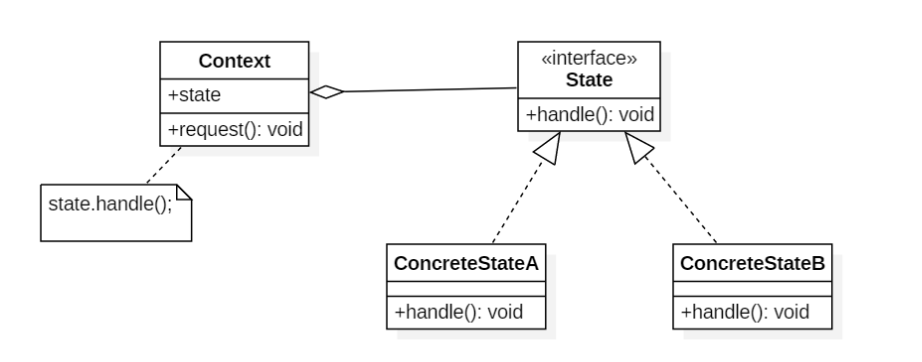 Context
+state
+request(): void
state.handle();
«interface»
State
+handle(): void
ConcreteStateA
+handle(): void
ConcreteStateB
+handle(): void